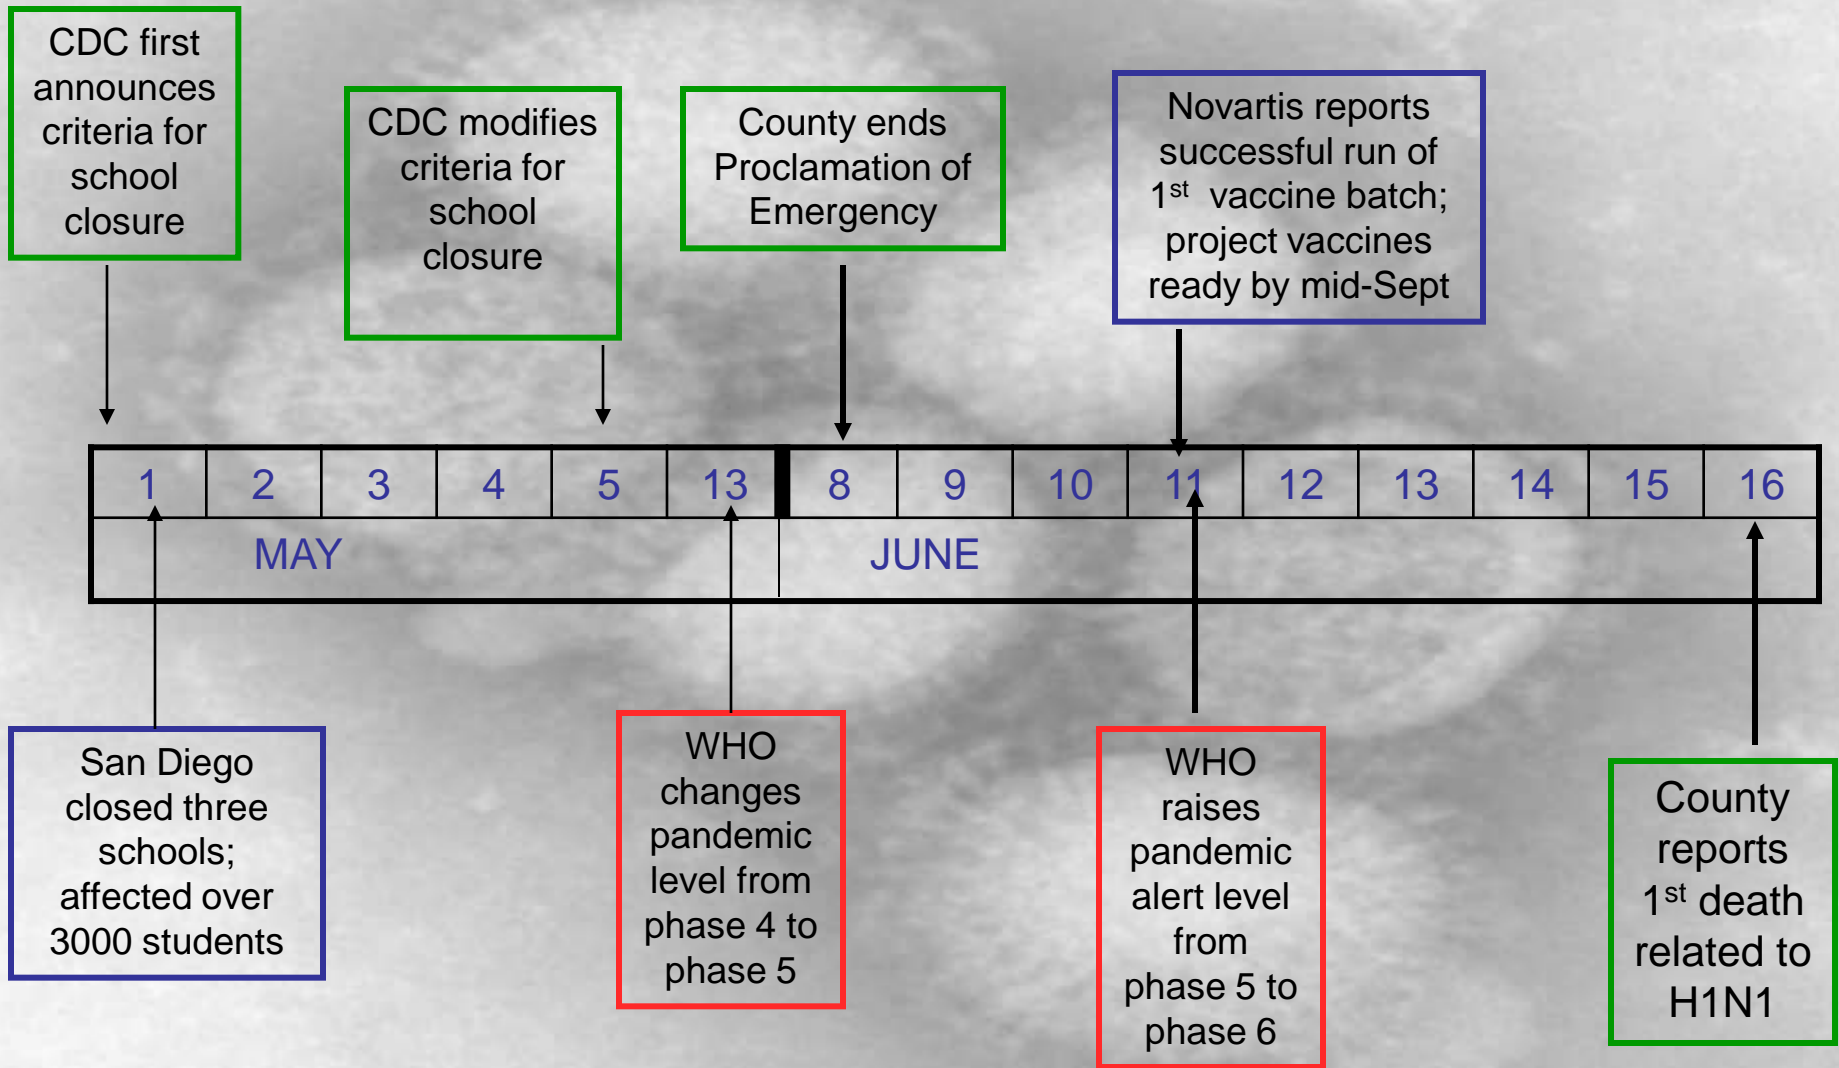 CDC first
announces
criteria for
school
closure
CDC modifies
criteria for
school
closure
County ends
Proclamation of
Emergency
Novartis reports
successful run of
1st vaccine batch;
project vaccines
ready by mid-Sept
1 2 3 4 5 13 8 9 10 11 12 13 14 15 16
MAY JUNE
San Diego
closed three
schools;
affected over
3000 students
WHO
changes
pandemic
level from
phase 4 to
phase 5
WHO
raises
pandemic
alert level
from
phase 5 to
phase 6
County
reports
1st death
related to
H1N1